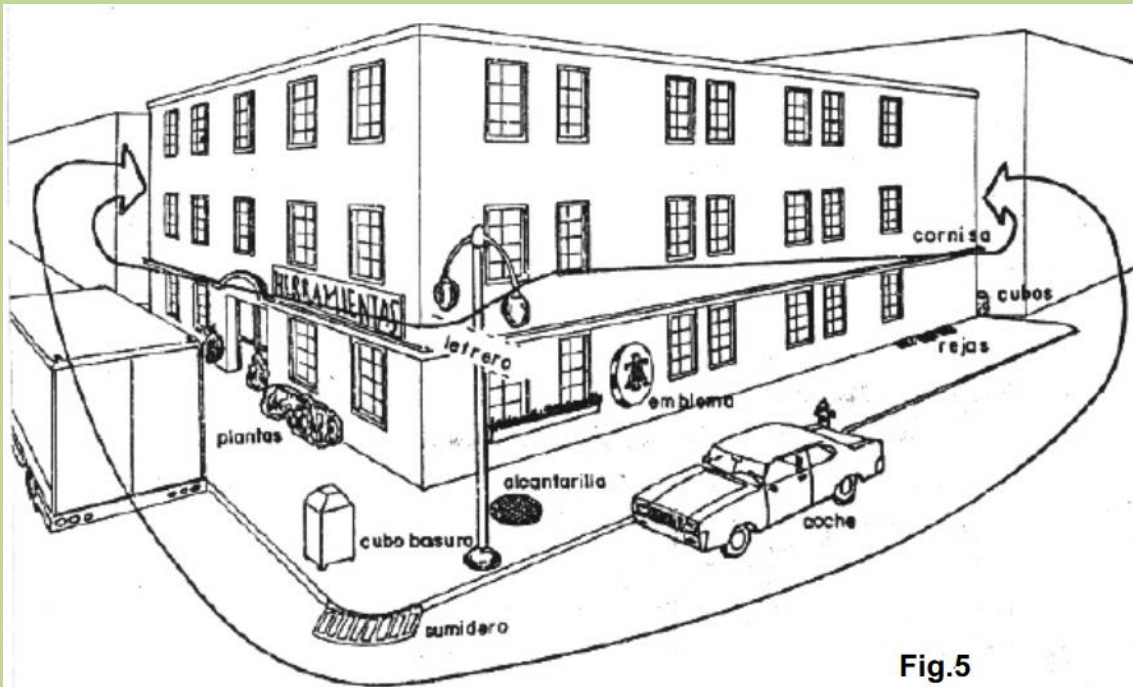 cornisa
cubos
HERRAMIENTAS
letrero
rejas
emblema
plantas
alcantarilla
coche
cubo basura
sumidero
Fig.5